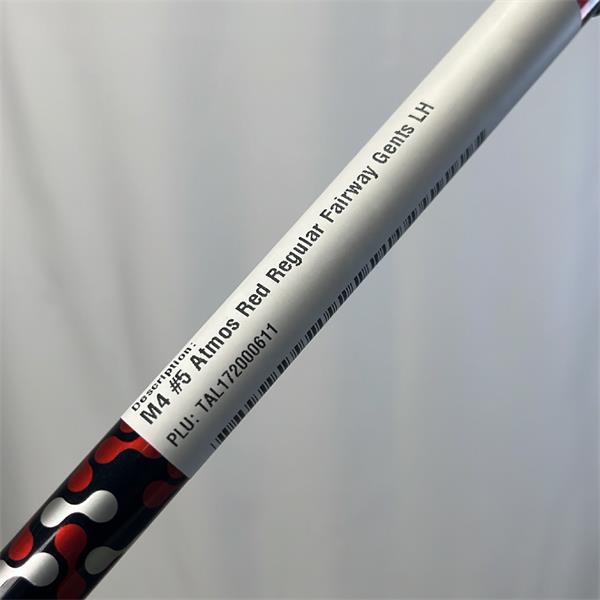 Description:
M4 #5 Atmos Red Regular Fairway Gents LH
PLU: TAL172000611